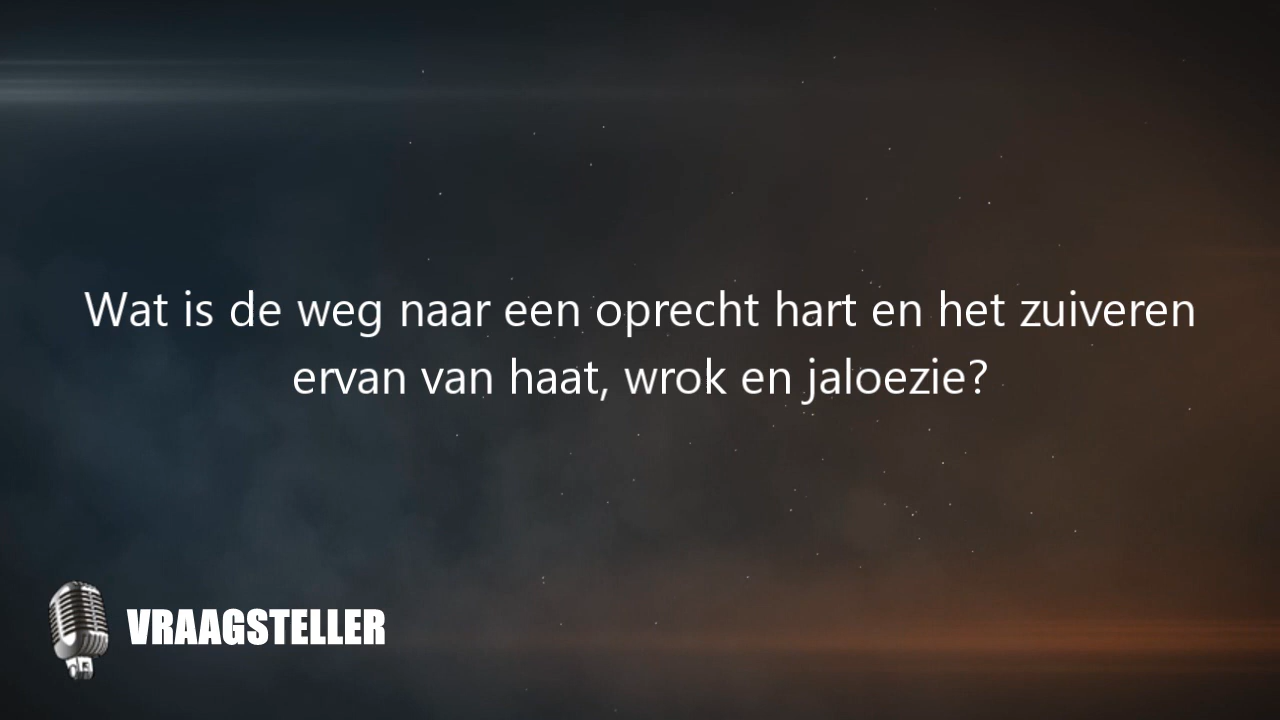 Wat is de weg naar een oprecht hart en het zuiveren
ervan van haat, wrok en jaloezie?
VRAAGSTELLER